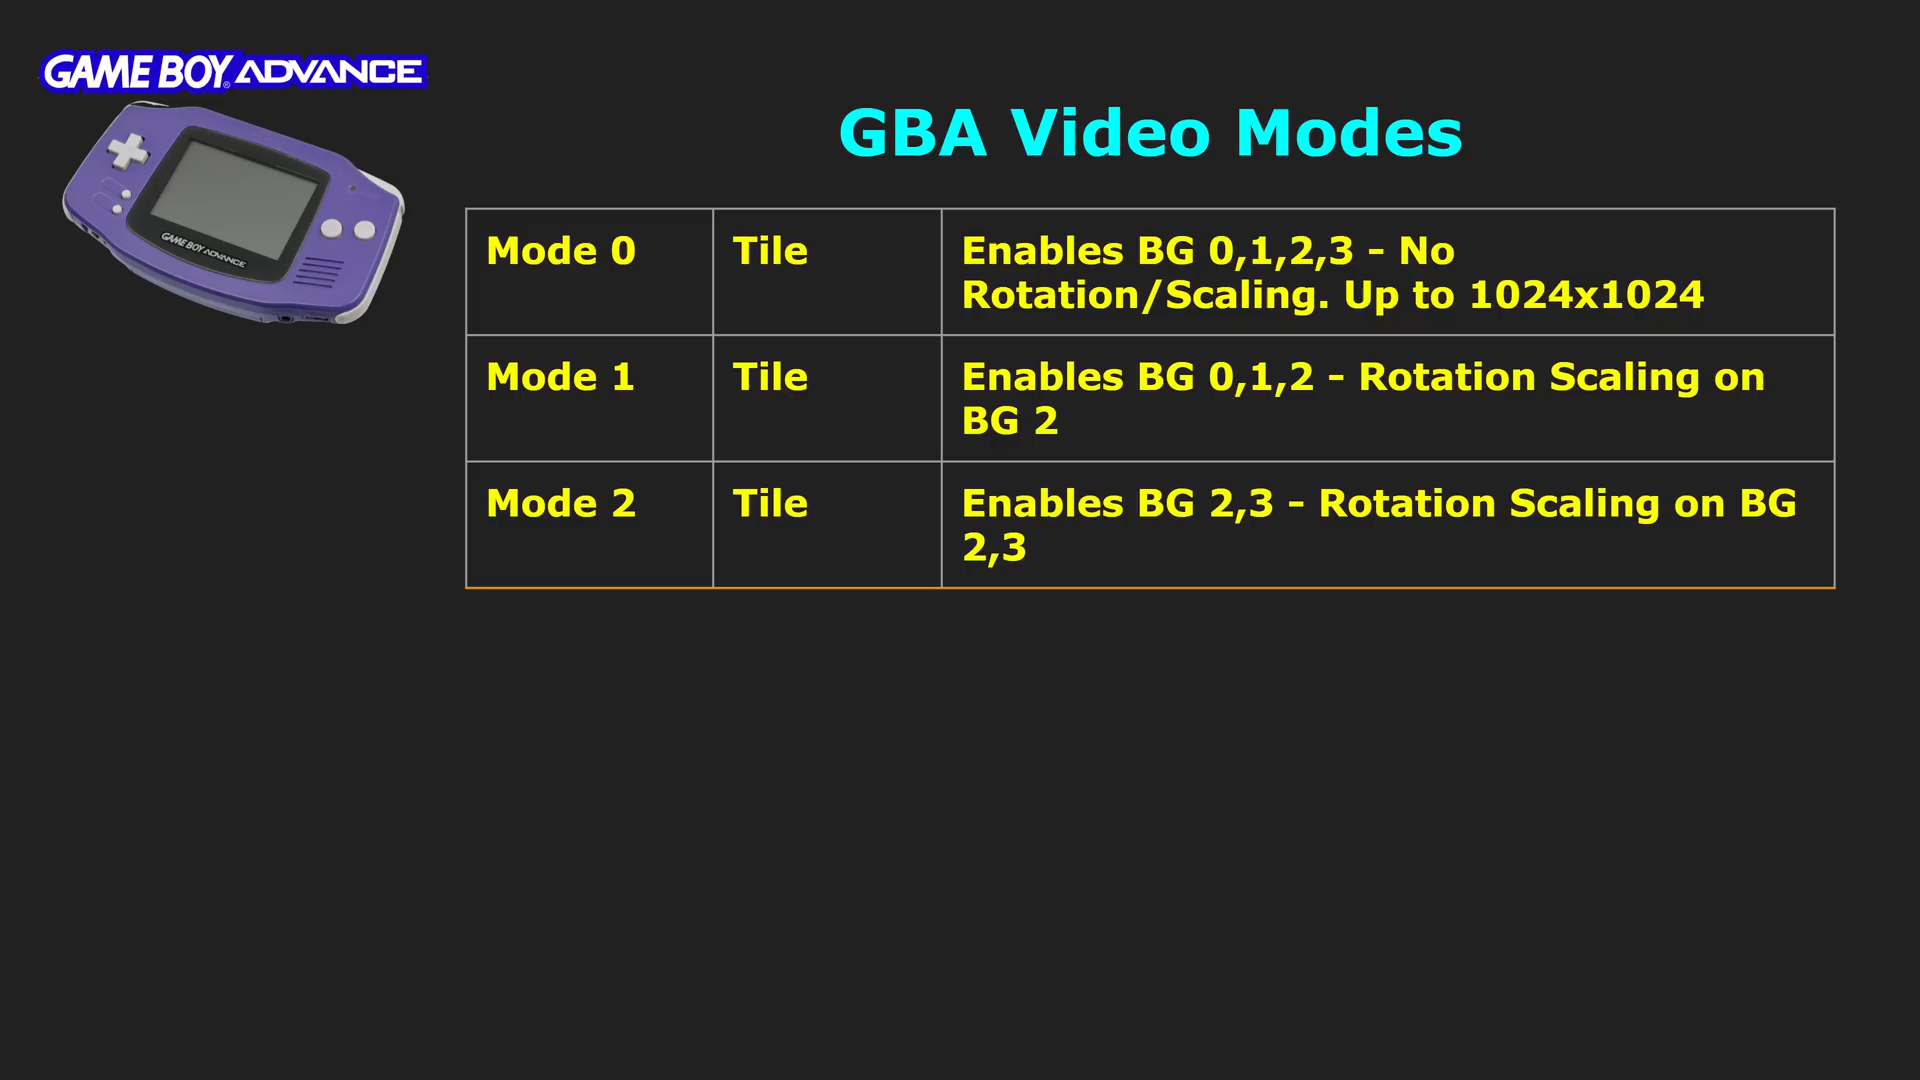 GAME BOY ADVANCE
GAME BOY ADVANCE
GBA Video Modes
Mode 0
Tile
Enables BG 0,1,2,3 - No
Rotation/Scaling. Up to 1024x1024
Mode 1
Tile
Enables BG 0,1,2 - Rotation Scaling on
BG 2
Mode 2
Tile
Enables BG 2,3 - Rotation Scaling on BG
2,3